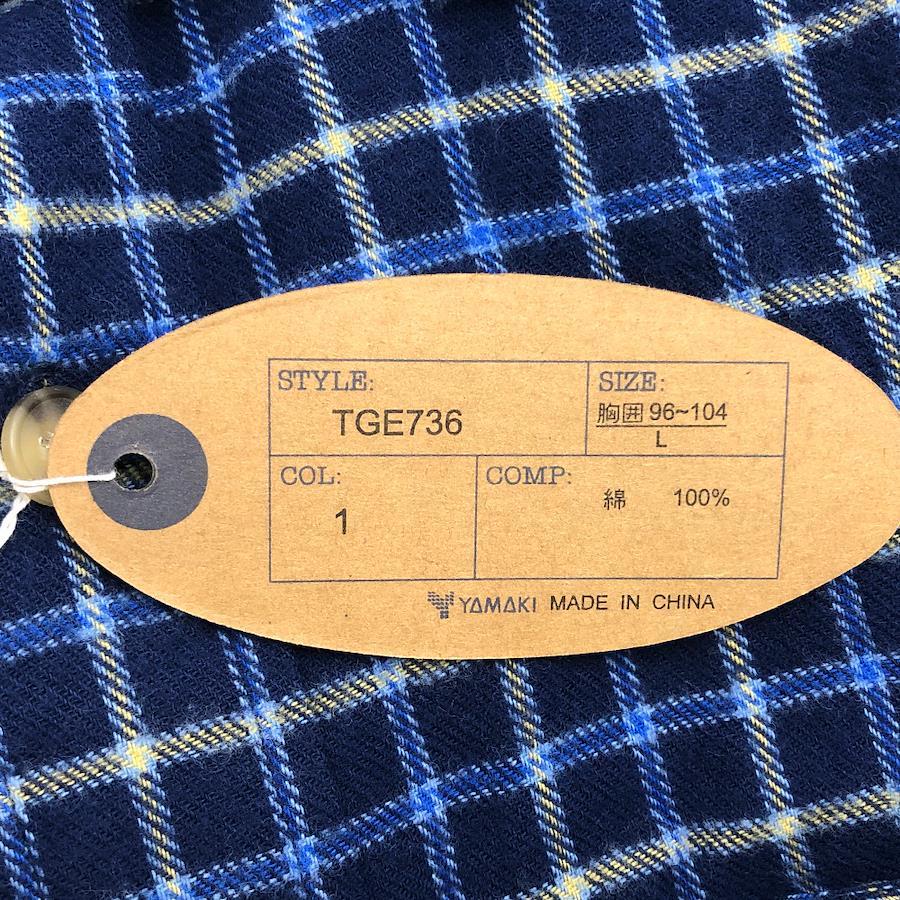 STYLE:
TGE736
SIZE:
胸囲 96~104
L
COL:
1
COMP:
綿 100%
YAMAKI MADE IN CHINA